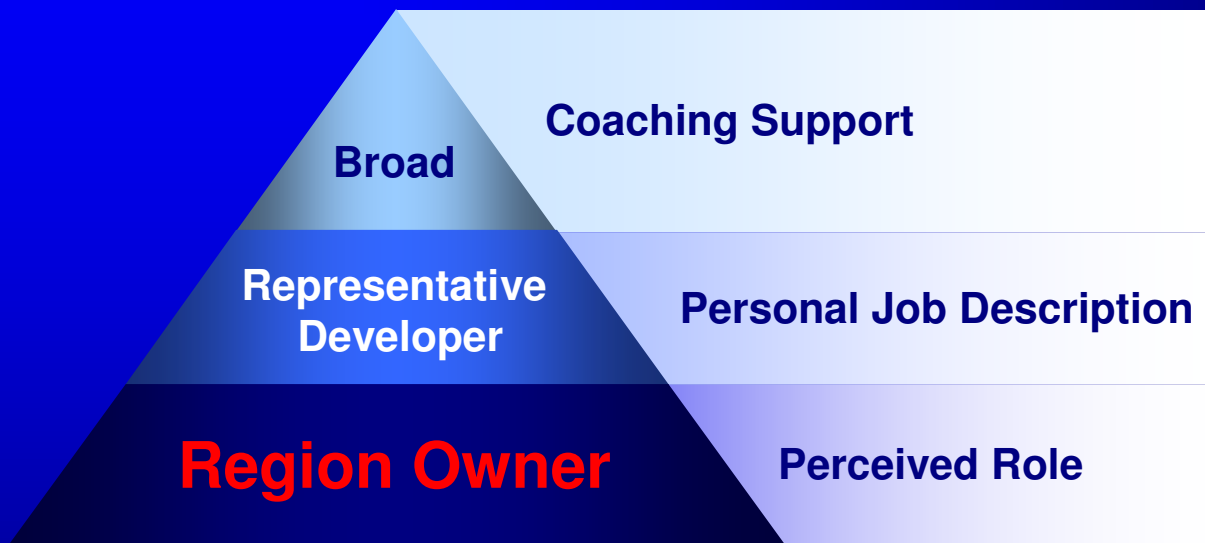 Coaching Support
Broad
Representative
Developer
Personal Job Description
Region Owner
Perceived Role